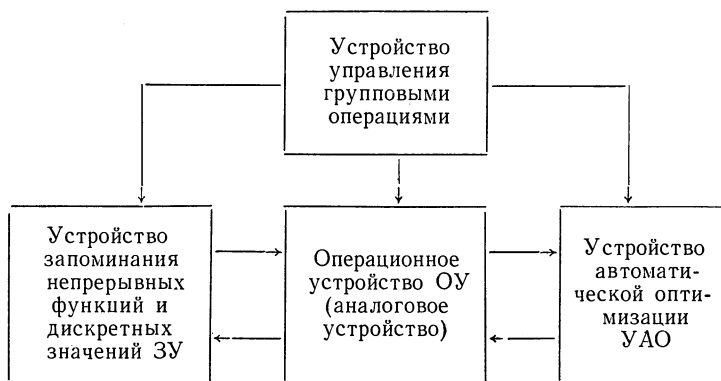 Устройство
управления
групповыми
операциями
Устройство
запоминания
непрерывных
функций и
дискретных
значений ЗУ
Операционное
устройство ОУ
(аналоговое
устройство)
Устройство
автомати-
ческой опти-
мизации
УАО